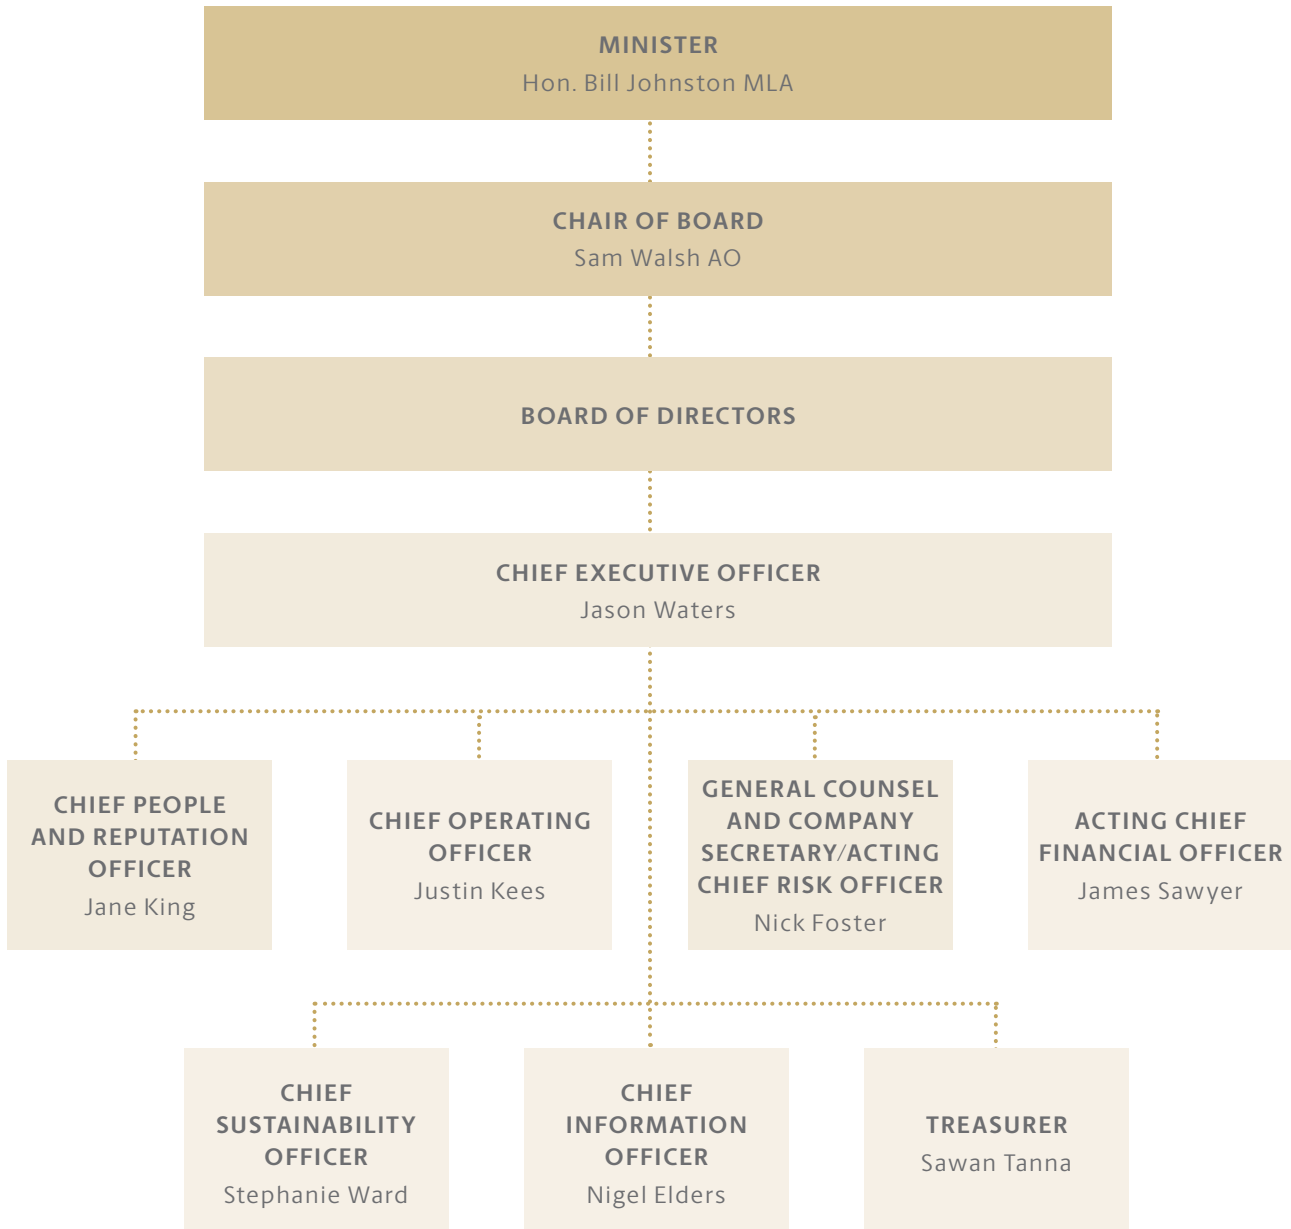 MINISTER
Hon. Bill Johnston MLA
CHAIR OF BOARD
Sam Walsh AO
BOARD OF DIRECTORS
CHIEF EXECUTIVE OFFICER
Jason Waters
CHIEF PEOPLE
AND REPUTATION
OFFICER
Jane King
CHIEF OPERATING
OFFICER
Justin Kees
GENERAL COUNSEL
AND COMPANY
SECRETARY/ACTING
CHIEF RISK OFFICER
Nick Foster
ACTING CHIEF
FINANCIAL OFFICER
James Sawyer
CHIEF
SUSTAINABILITY
OFFICER
Stephanie Ward
CHIEF
INFORMATION
OFFICER
Nigel Elders
TREASURER
Sawan Tanna